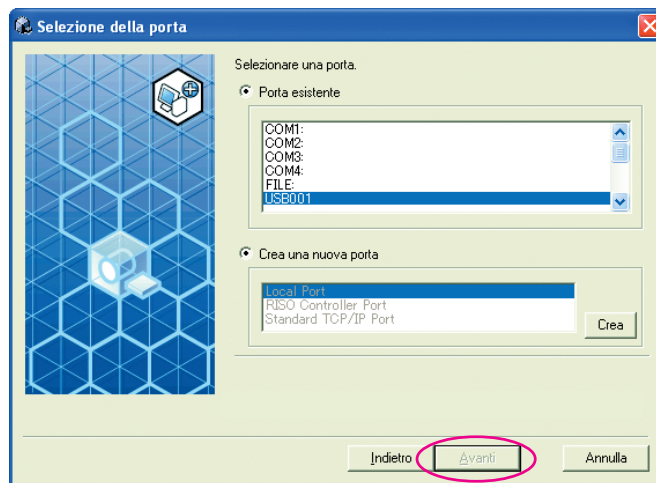 Selezione della porta
Selezionare una porta.
Porta esistente
COM1:
COM2:
COM3:
COM4:
FILE:
USB001
Crea una nuova porta
Local Port
RISO Controller Port
Standard TCP/IP Port
Crea
Indietro
Avanti
Annulla